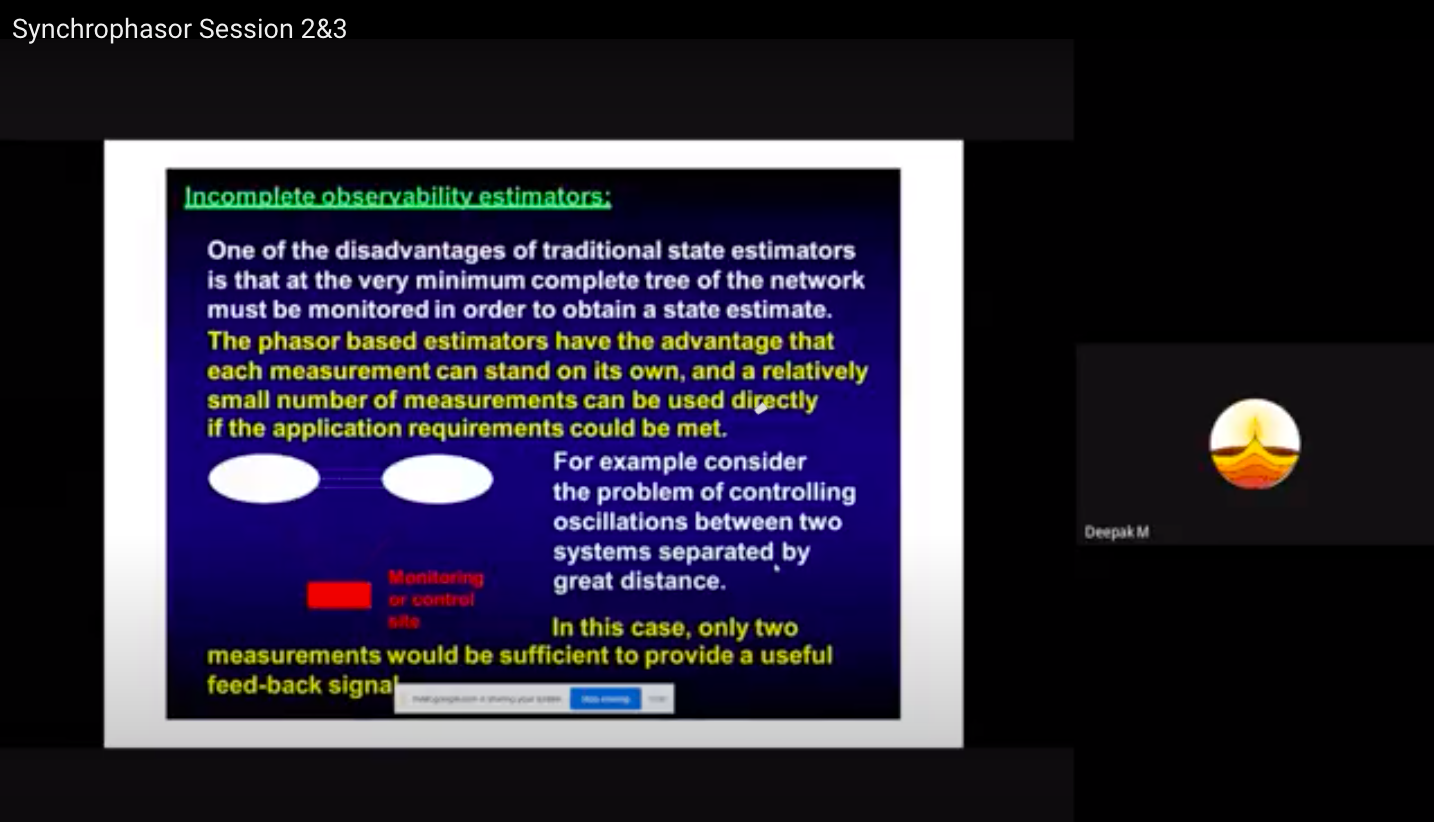 Synchrophasor Session 2&3
Incomplete observability estimators:
One of the disadvantages of traditional state estimators
is that at the very minimum complete tree of the network
must be monitored in order to obtain a state estimate.
The phasor based estimators have the advantage that
each measurement can stand on its own, and a relatively
small number of measurements can be used directly
if the application requirements could be met.
For example consider
the problem of controlling
oscillations between two
systems separated by
great distance.
Monitoring
or control
site
In this case, only two
measurements would be sufficient to provide a useful
feed-back signal
meet.google.com is sharing your screen.
Stop sharing
Deepak M